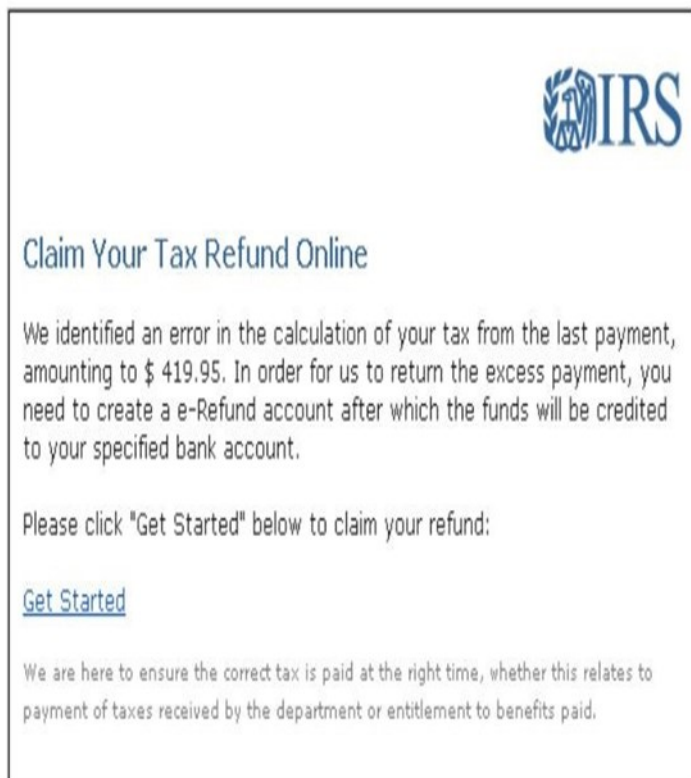 IRS
Claim Your Tax Refund Online
We identified an error in the calculation of your tax from the last payment,
amounting to $ 419.95. In order for us to return the excess payment, you
need to create a e-Refund account after which the funds will be credited
to your specified bank account.
Please click "Get Started" below to claim your refund:
Get Started
We are here to ensure the correct tax is paid at the right time, whether this relates to
payment of taxes received by the department or entitlement to benefits paid.